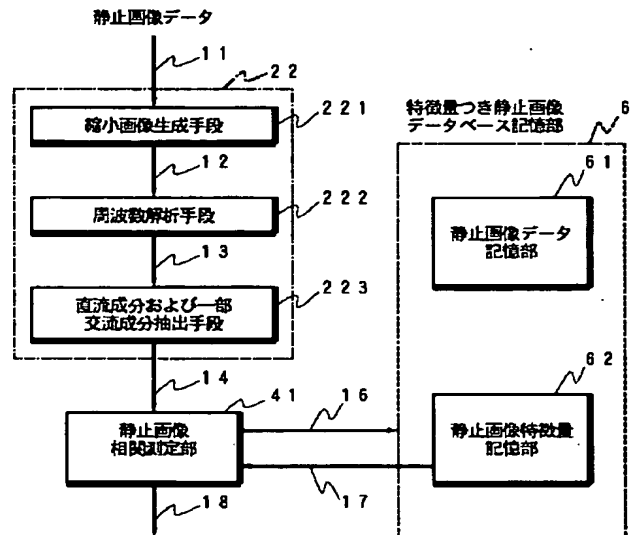 静止画像データ
11
22
縮小画像生成手段
221
12
周波数解析手段
222
13
直流成分および一部
交流成分抽出手段
223
14
静止画像
相関測定部
41
16
17
18
特徴量つき静止画像
データベース記憶部
6
61
静止画像データ
記憶部
62
静止画像特徴量
記憶部